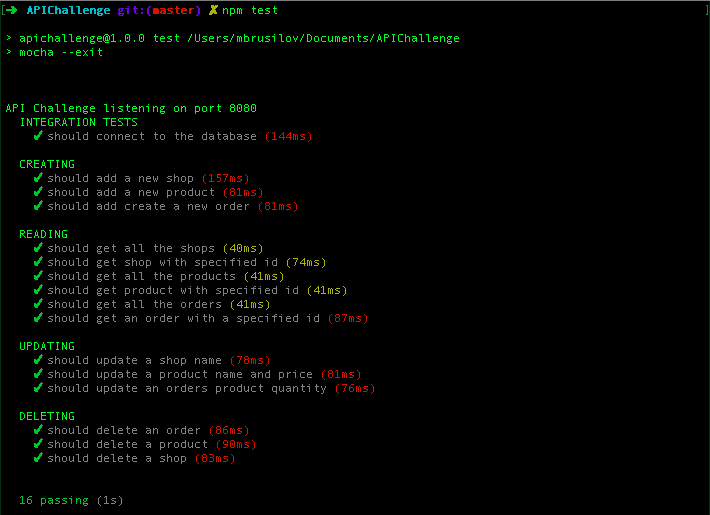 [➜ APIChallenge git:(master) ✗ npm test ]
> apichallenge@1.0.0 test /Users/mbrusilov/Documents/APIChallenge
> mocha --exit
API Challenge listening on port 8080
INTEGRATION TESTS
✓ should connect to the database (144ms)
CREATING
✓ should add a new shop (157ms)
✓ should add a new product (81ms)
✓ should add create a new order (81ms)
READING
✓ should get all the shops (40ms)
✓ should get shop with specified id (74ms)
✓ should get all the products (41ms)
✓ should get product with specified id (41ms)
✓ should get all the orders (41ms)
✓ should get an order with a specified id (87ms)
UPDATING
✓ should update a shop name (78ms)
✓ should update a product name and price (81ms)
✓ should update an orders product quantity (76ms)
DELETING
✓ should delete an order (86ms)
✓ should delete a product (90ms)
✓ should delete a shop (83ms)
16 passing (1s)